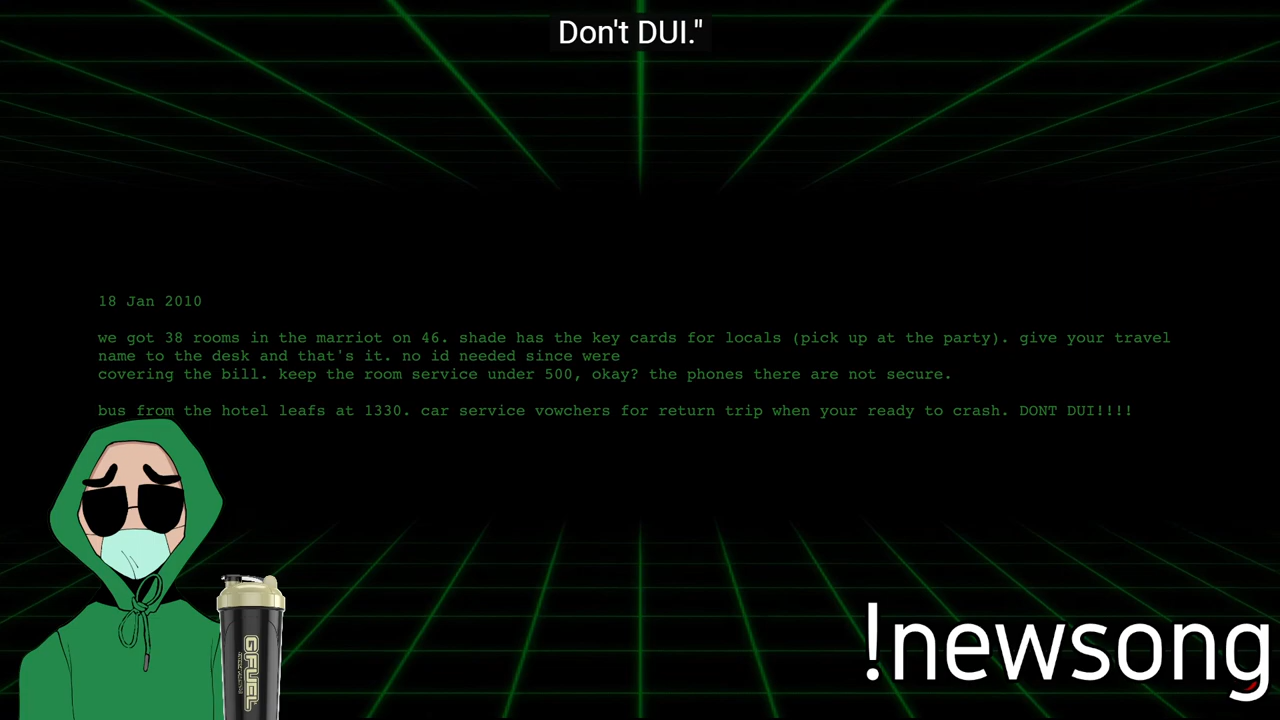 Don't DUI."
18 Jan 2010
we got 38 rooms in the marriot on 46. shade has the key cards for locals (pick up at the party). give your travel
name to the desk and that's it. no id needed since were
covering the bill. keep the room service under 500, okay? the phones there are not secure.
bus from the hotel leafs at 1330. car service vowchers for return trip when your ready to crash. DONT DUI!!!!
GFUEL
!newsong